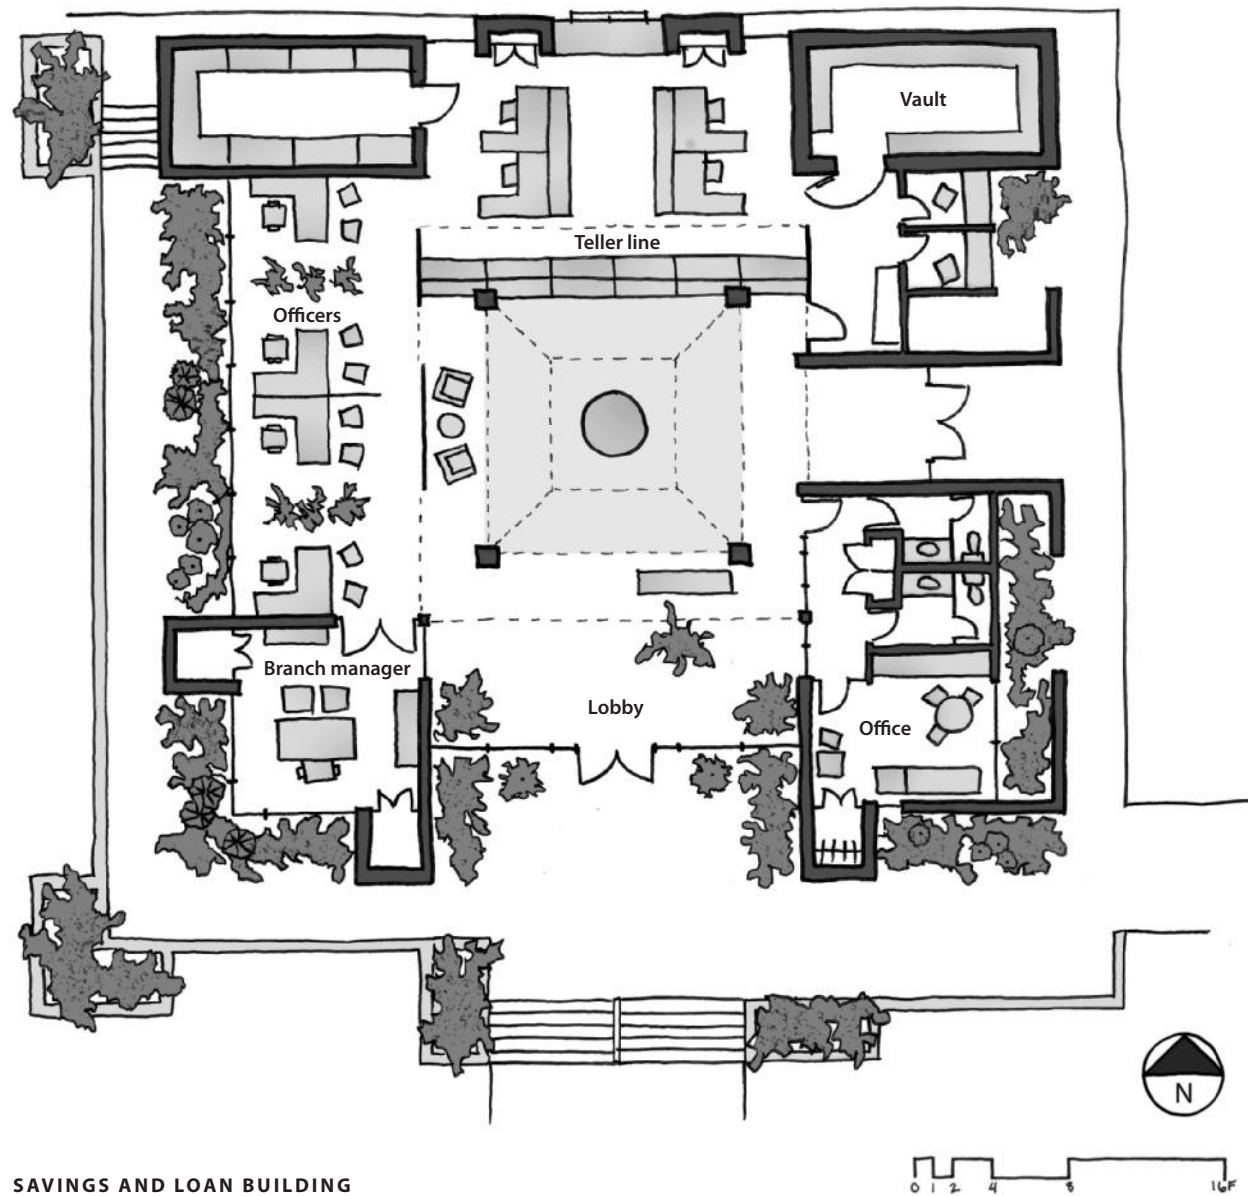 Vault
Teller line
Officers
Branch manager
Lobby
Office
N
0 1 2 4 8 16F
SAVINGS AND LOAN BUILDING